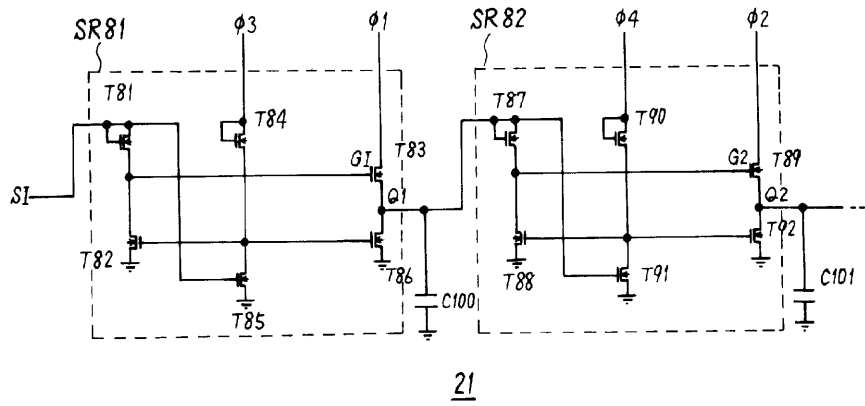 SR81 φ3 φ1 SR82 φ4 φ2
T81 T84 T87 T90
G1 T83 G2 T89
SI Q1 Q2
T82 T86 T88 T92
T85 C100 T91 C101
21